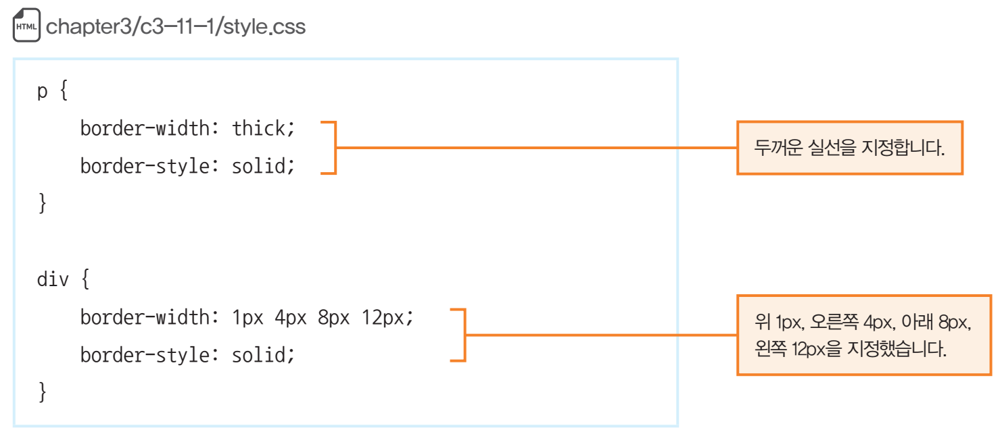 HTML chapter3/c3-11-1/style.css
p {
border-width: thick;
border-style: solid;
}
두꺼운 실선을 지정합니다.
div {
border-width: 1px 4px 8px 12px;
border-style: solid;
}
위 1px, 오른쪽 4px, 아래 8px,
왼쪽 12px을 지정했습니다.